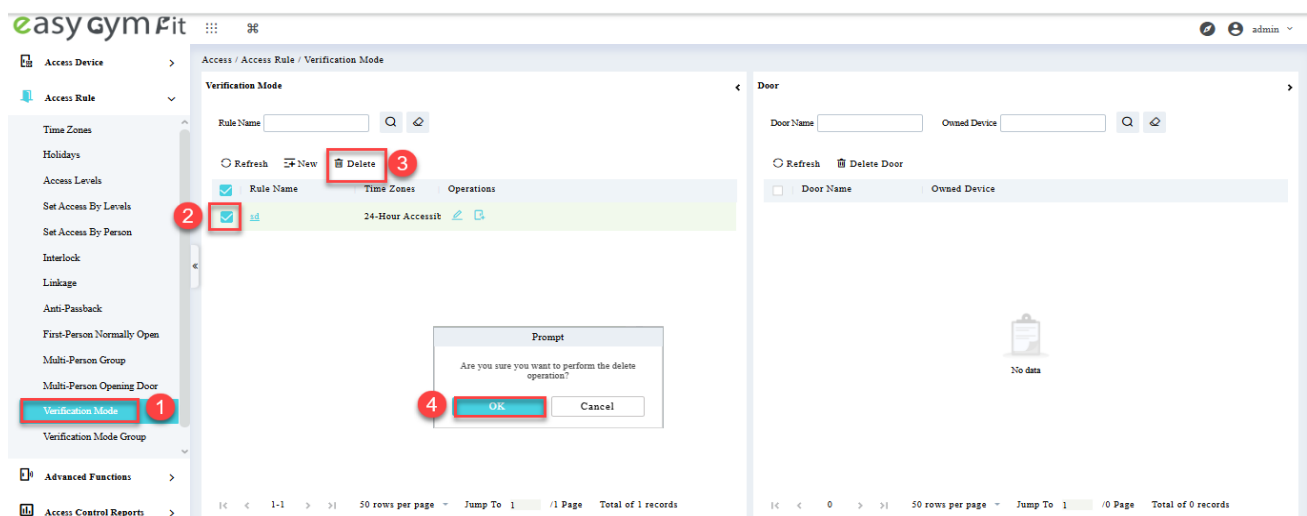 easy Gym Fit
admin
Access Device
Access / Access Rule / Verification Mode
Access Rule
Verification Mode
Door
Rule Name
Door Name
Owned Device
Time Zones
Holidays
Access Levels
Set Access By Levels
Set Access By Person
Interlock
Linkage
Anti-Passback
First-Person Normally Open
Multi-Person Group
Multi-Person Opening Door
Verification Mode
1
Verification Mode Group
Advanced Functions
Access Control Reports
Refresh
New
Delete
3
Rule Name
Time Zones
Operations
2
sd
24-Hour Accessib
Prompt
Are you sure you want to perform the delete
operation?
4
OK
Cancel
1-1
50 rows per page
Jump To 1
/1 Page
Total of 1 records
Refresh
Delete Door
Door Name
Owned Device
No data
0
50 rows per page
Jump To 1
/0 Page
Total of 0 records